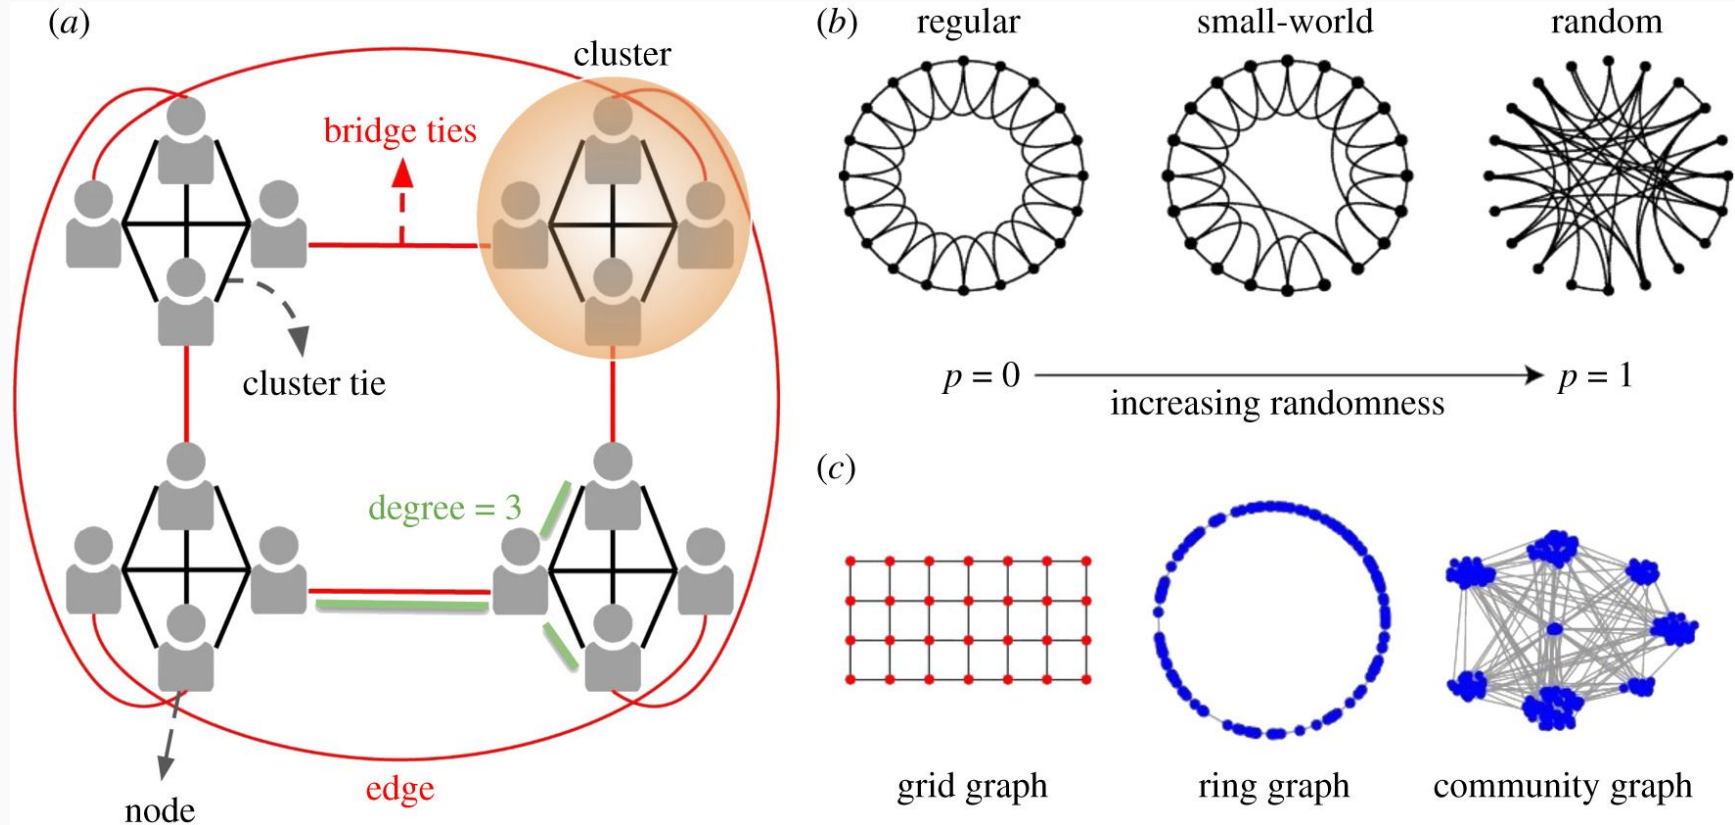 (a)
cluster
bridge ties
cluster tie
degree = 3
edge
node
(b)
regular
small-world
random
p = 0
p = 1
increasing randomness
(c)
grid graph
ring graph
community graph